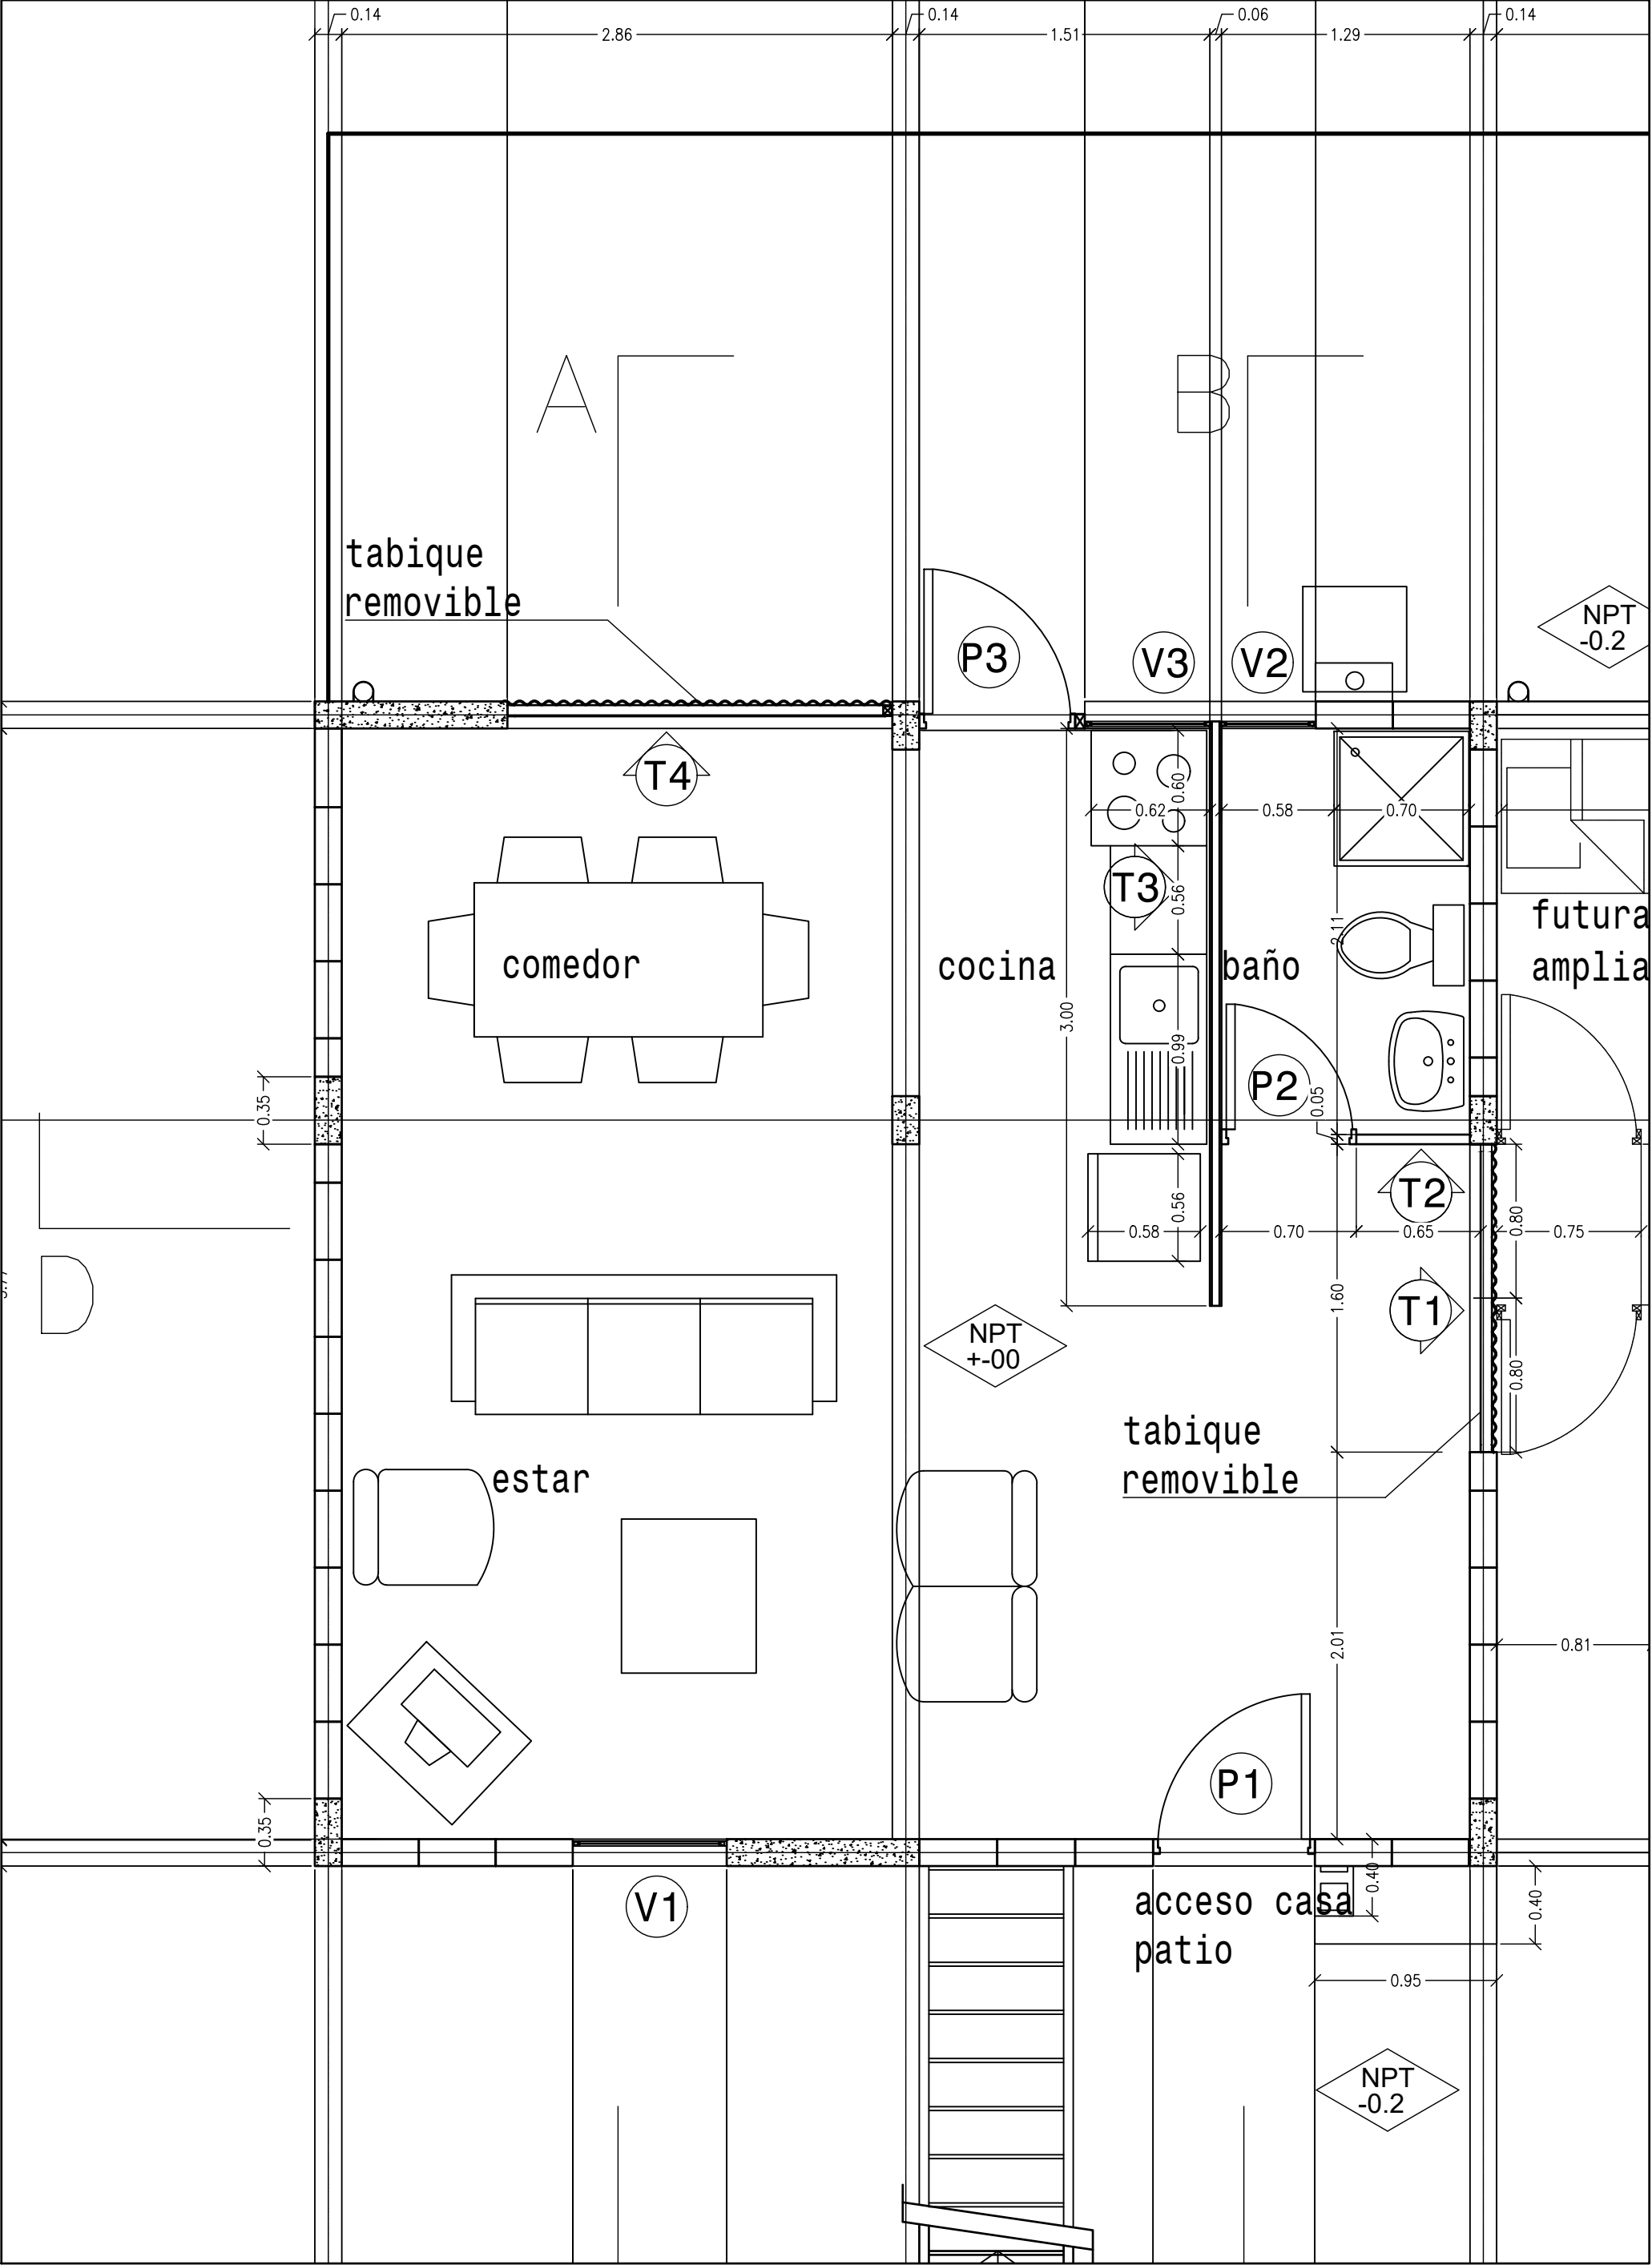 0.14
2.86
0.14
1.51
0.06
1.29
0.14
A
B
tabique
removible
P3
V3
V2
NPT
-0.2
T4
0.62
0.60
0.58
0.70
T3
0.56
2.11
futura
amplia
comedor
cocina
baño
3.00
0.99
P2
0.05
0.35
T2
0.56
0.58
0.70
0.65
0.80
0.75
D
1.60
T1
NPT
+-00
0.80
tabique
removible
estar
2.01
0.81
P1
0.35
V1
acceso casa
patio
0.40
0.40
0.95
NPT
-0.2